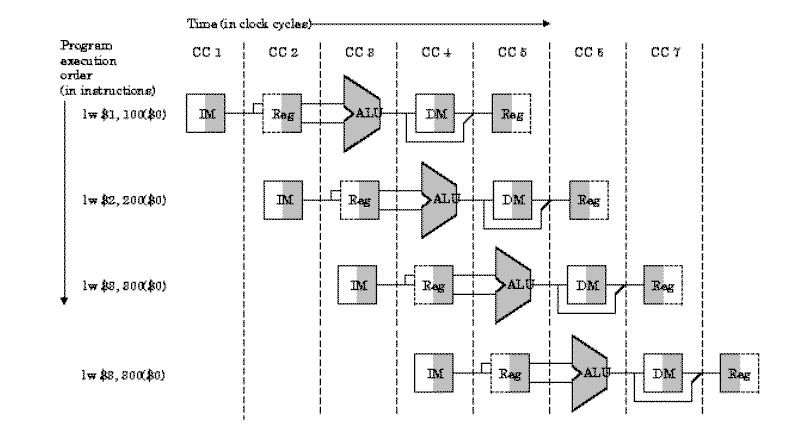 Time (in clock cycles)
Program
execution
order
(in instructions)
CC 1 CC 2 CC 3 CC 4 CC 5 CC 6 CC 7
lw $1, 100($0) IM Reg ALU DM Reg
lw $2, 200($0) IM Reg ALU DM Reg
lw $3, 300($0) IM Reg ALU DM Reg
lw $3, 300($0) IM Reg ALU DM Reg